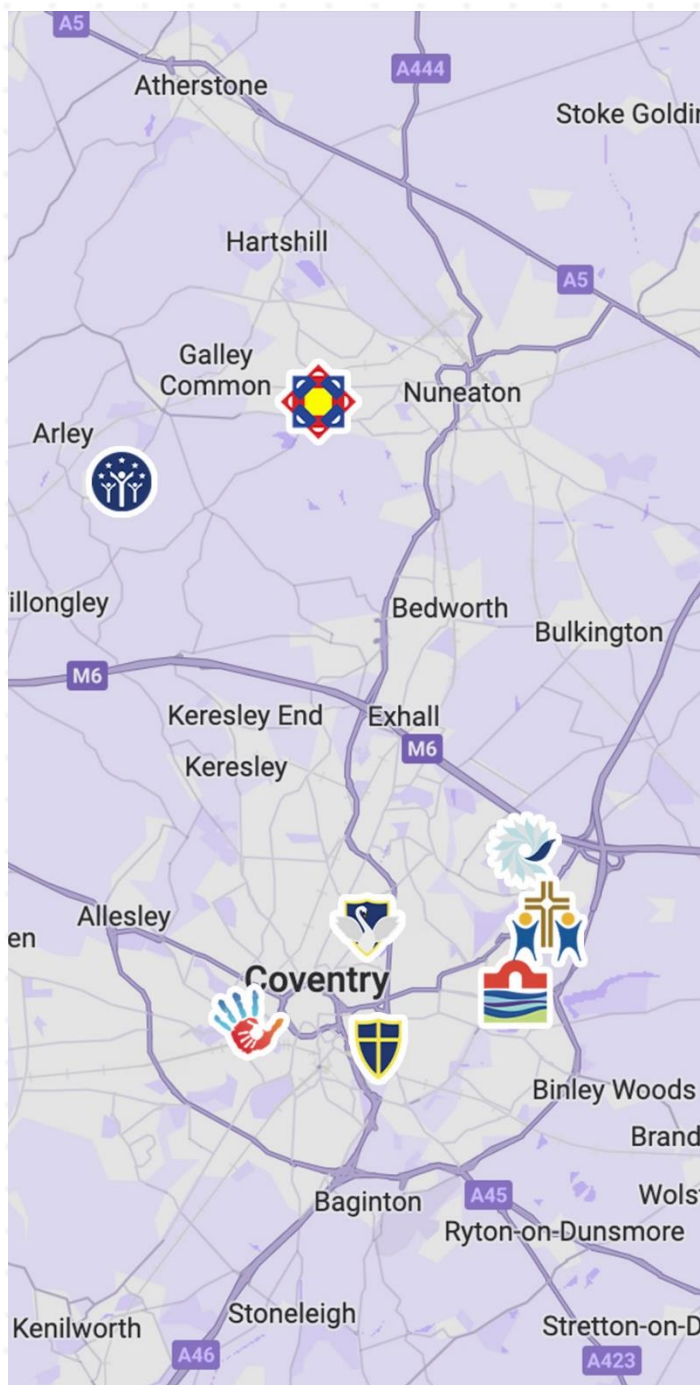 A5
Atherstone
A444
Stoke Goldin
Hartshill
A5
Galley
Common
Nuneaton
Arley
illongley
Bedworth
Bulkington
M6
Keresley End
Exhall
M6
Keresley
Allesley
en
Coventry
Binley Woods
Brand
Baginton
A45
Wols
Ryton-on-Dunsmore
Stoneleigh
Kenilworth
Stretton-on-D
A46
A423